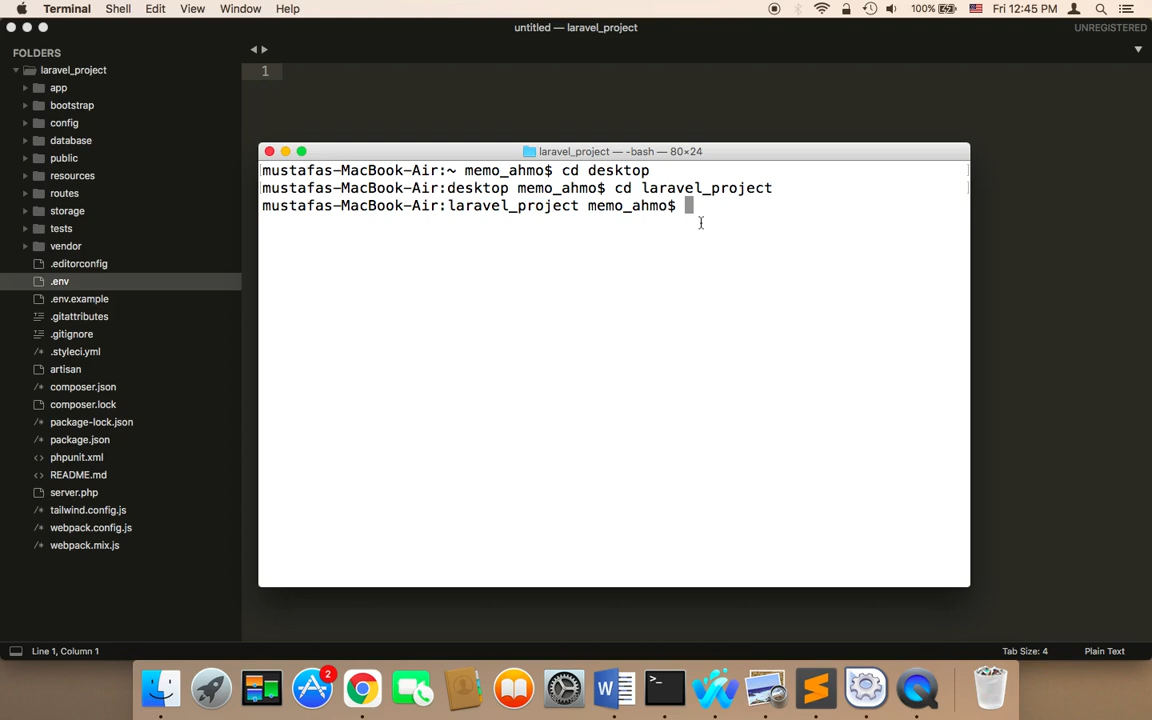 Terminal Shell Edit View Window Help 100% Fri 12:45 PM
untitled — laravel_project UNREGISTERED
FOLDERS
laravel_project
app
bootstrap
config
database
public
resources
routes
storage
tests
vendor
.editorconfig
.env
.env.example
.gitattributes
.gitignore
.styleci.yml
artisan
composer.json
composer.lock
package-lock.json
package.json
phpunit.xml
README.md
server.php
tailwind.config.js
webpack.config.js
webpack.mix.js
1
laravel_project — -bash — 80×24
mustafas-MacBook-Air:~ memo_ahmo$ cd desktop
mustafas-MacBook-Air:desktop memo_ahmo$ cd laravel_project
mustafas-MacBook-Air:laravel_project memo_ahmo$
Line 1, Column 1 Tab Size: 4 Plain Text
2